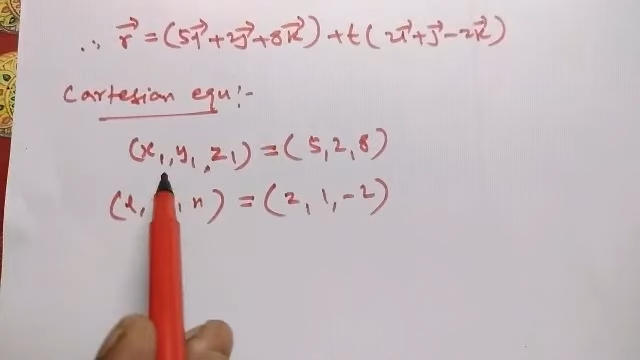 ∴ r⃗ = (5i⃗ + 2j⃗ + 8k⃗) + t(2i⃗ + j⃗ - 2k⃗)
Cartesian equ:-
(x₁, y₁, z₁) = (5, 2, 8)
(l, , n) = (2, 1, -2)